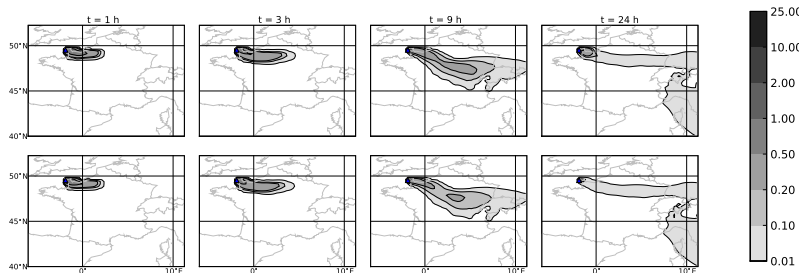 t = 1 h
t = 3 h
t = 9 h
t = 24 h
50°N
45°N
40°N
50°N
45°N
40°N
0°
10°E
0°
10°E
0°
10°E
0°
10°E
25.00
10.00
2.00
1.00
0.50
0.20
0.10
0.01